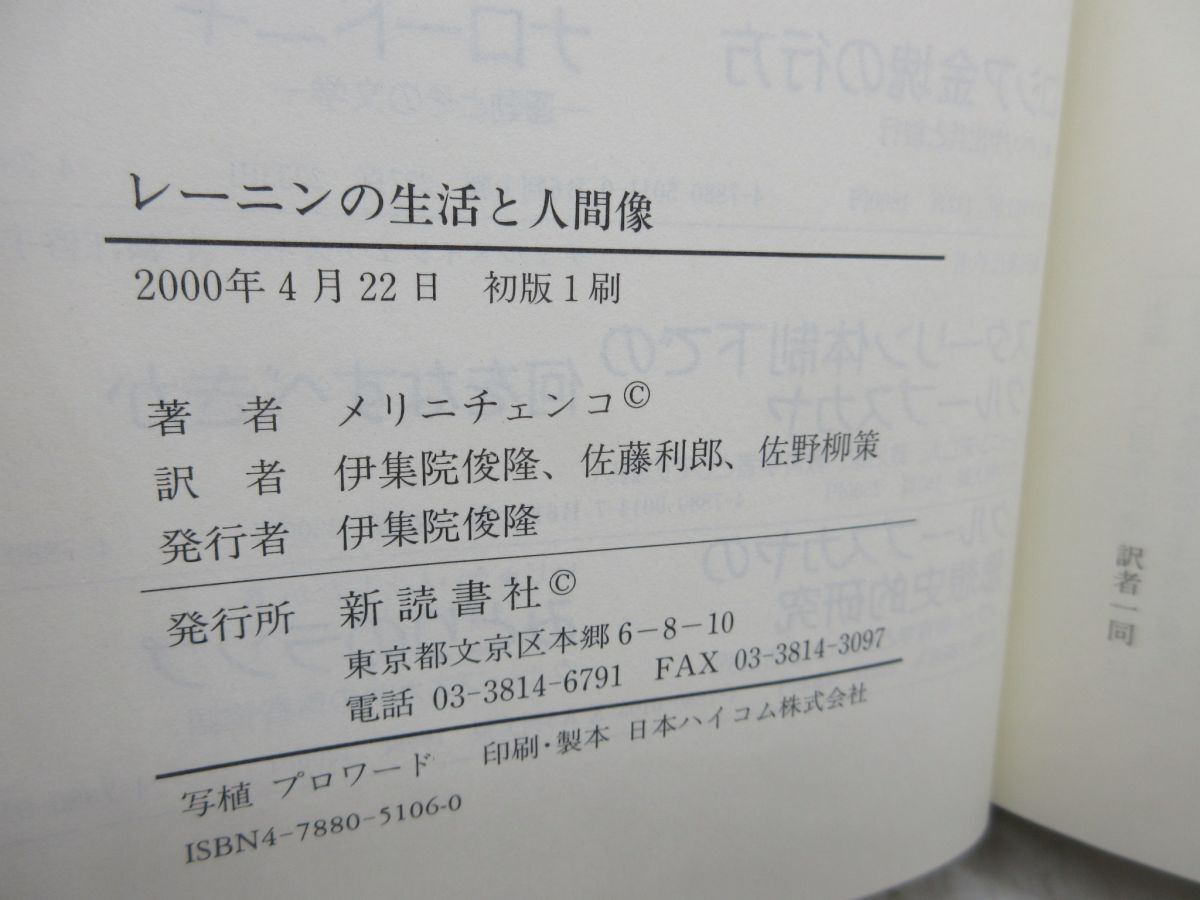 レーニンの生活と人間像
2000年4月22日 初版1刷
著 者 メリニチェンコ©
訳 者 伊集院俊隆、佐藤利郎、佐野柳策
発行者 伊集院俊隆
発行所 新読書社©
東京都文京区本郷6-8-10
電話 03-3814-6791 FAX 03-3814-3097
写植 プロワード 印刷・製本 日本ハイコム株式会社
ISBN4-7880-5106-0
訳者一同